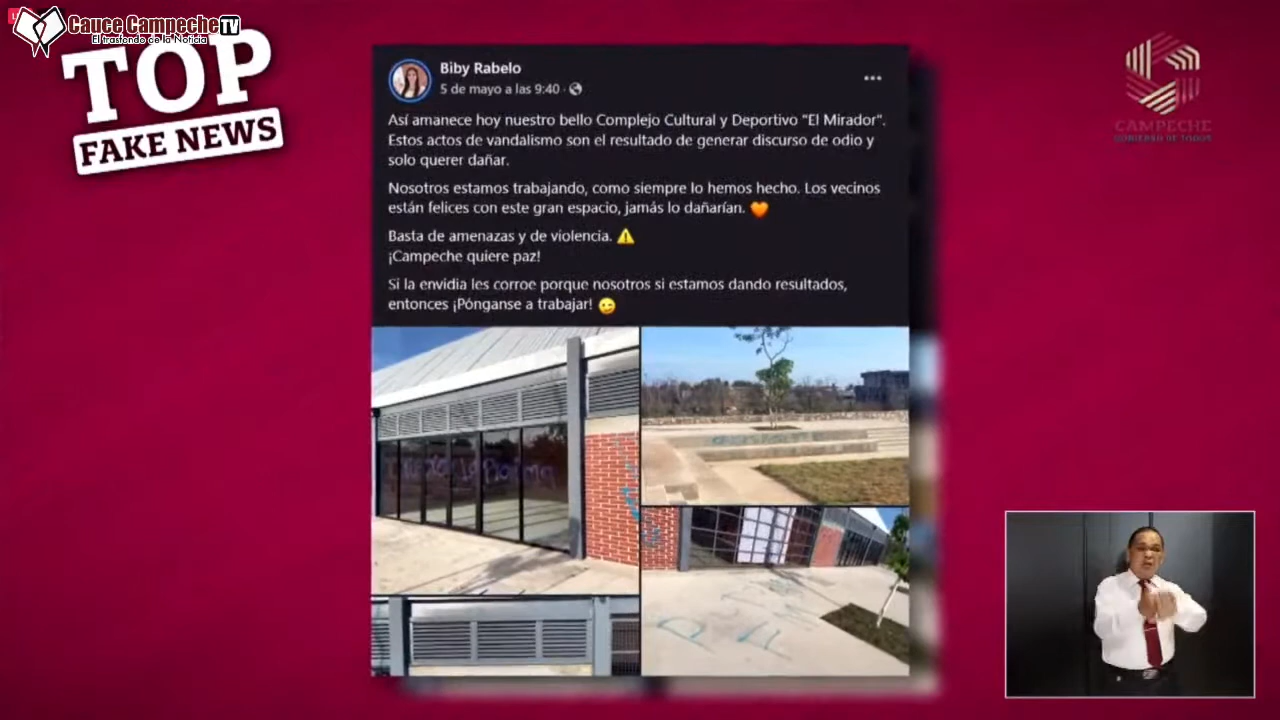 Cauce Campeche TV
El trasfondo de la Noticia
TOP
FAKE NEWS
CAMPECHE
GOBIERNO DE TODOS
Biby Rabelo
5 de mayo a las 9:40 ·
Así amanece hoy nuestro bello Complejo Cultural y Deportivo "El Mirador".
Estos actos de vandalismo son el resultado de generar discurso de odio y
solo querer dañar.
Nosotros estamos trabajando, como siempre lo hemos hecho. Los vecinos
están felices con este gran espacio, jamás lo dañarían. 🧡
Basta de amenazas y de violencia. ⚠️
¡Campeche quiere paz!
Si la envidia les corroe porque nosotros si estamos dando resultados,
entonces ¡Pónganse a trabajar! 😉